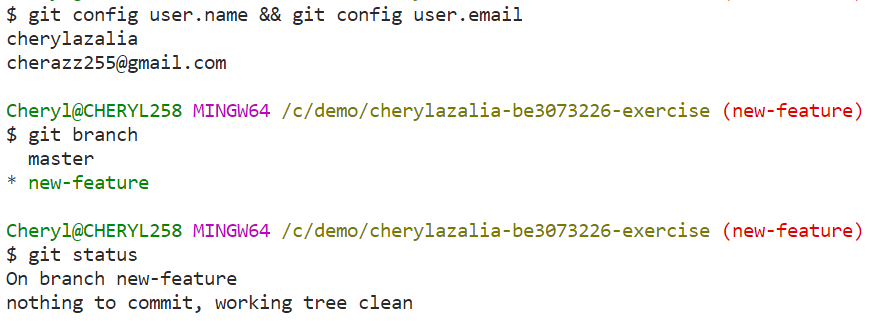 $ git config user.name && git config user.email
cherylazalia
cherazz255@gmail.com
Cheryl@CHERYL258 MINGW64 /c/demo/cherylazalia-be3073226-exercise (new-feature)
$ git branch
  master
* new-feature
Cheryl@CHERYL258 MINGW64 /c/demo/cherylazalia-be3073226-exercise (new-feature)
$ git status
On branch new-feature
nothing to commit, working tree clean